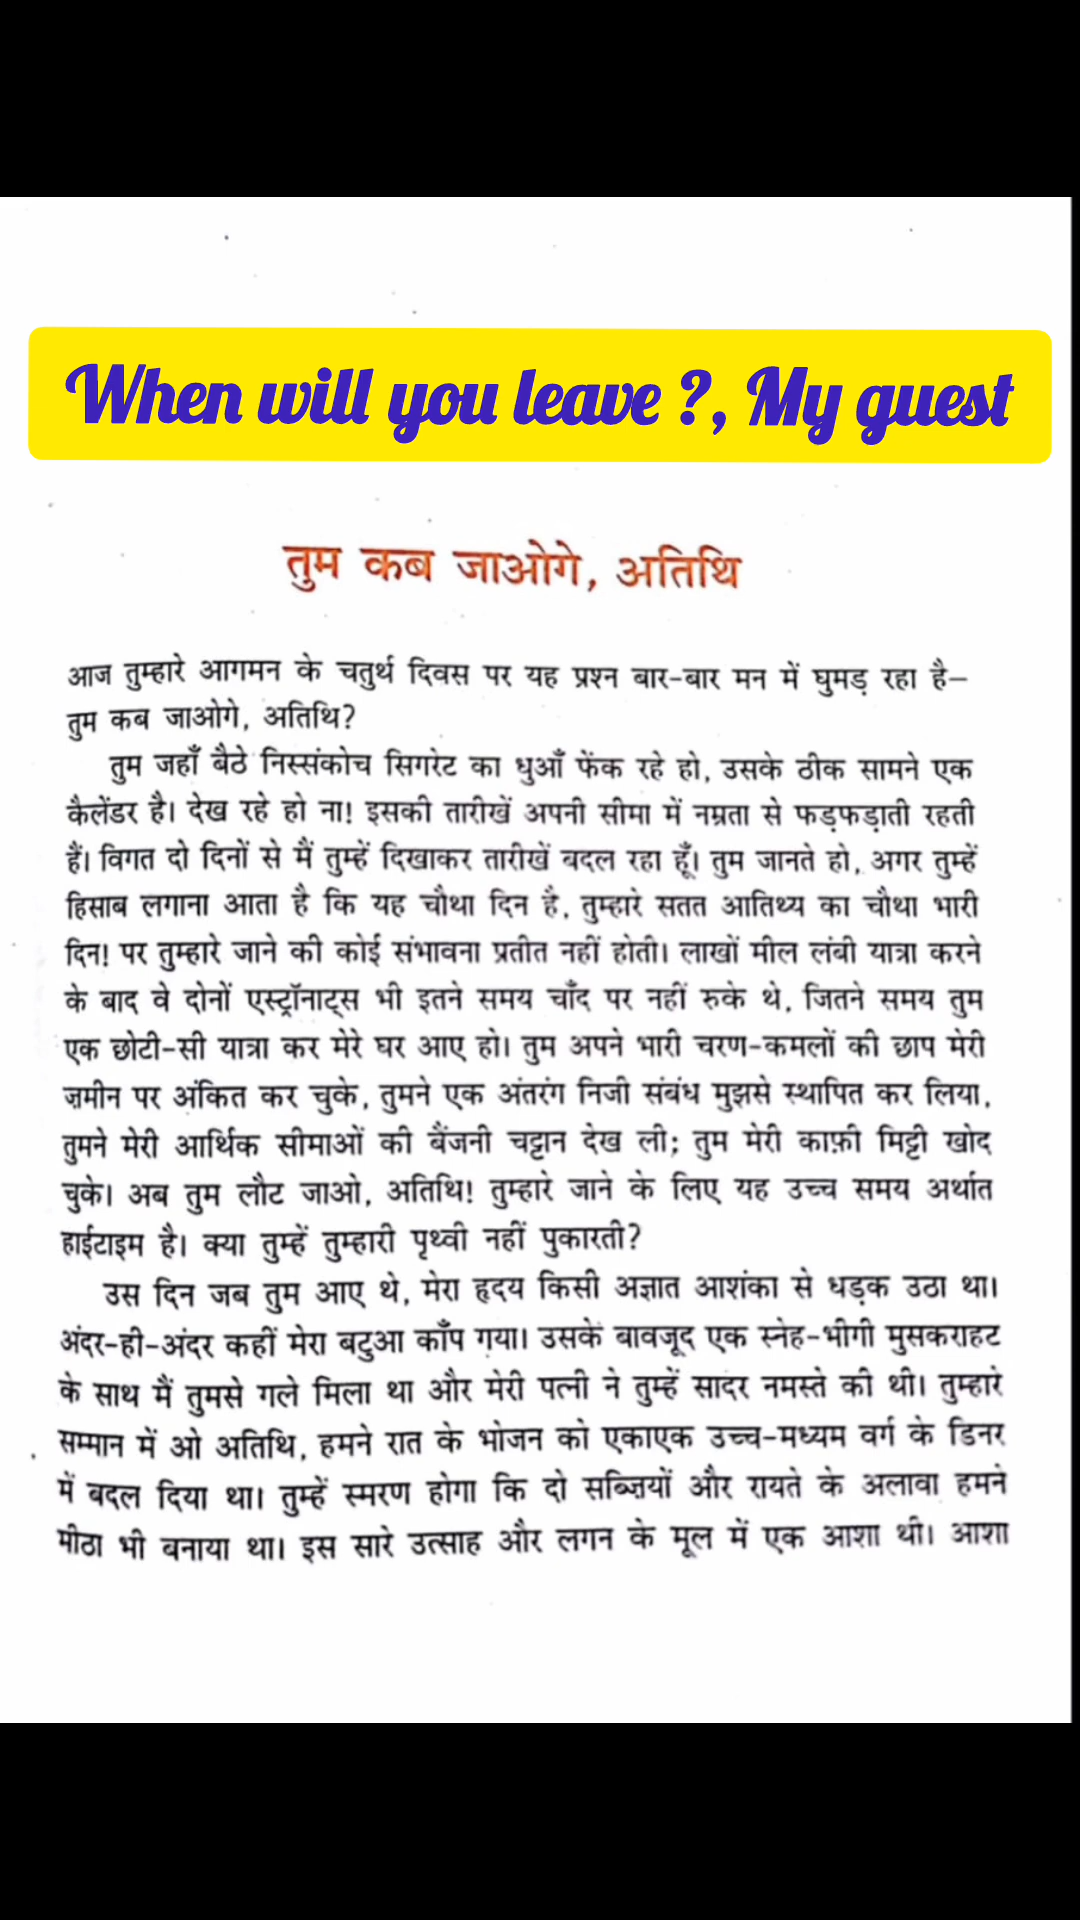 When will you leave ?, My guest
तुम कब जाओगे, अतिथि
आज तुम्हारे आगमन के चतुर्थ दिवस पर यह प्रश्न बार-बार मन में घुमड़ रहा है—
तुम कब जाओगे, अतिथि?
तुम जहाँ बैठे निस्संकोच सिगरेट का धुआँ फेंक रहे हो, उसके ठीक सामने एक
कैलेंडर है। देख रहे हो ना! इसकी तारीखें अपनी सीमा में नम्रता से फड़फड़ाती रहती
हैं। विगत दो दिनों से मैं तुम्हें दिखाकर तारीखें बदल रहा हूँ। तुम जानते हो, अगर तुम्हें
हिसाब लगाना आता है कि यह चौथा दिन है, तुम्हारे सतत आतिथ्य का चौथा भारी
दिन! पर तुम्हारे जाने की कोई संभावना प्रतीत नहीं होती। लाखों मील लंबी यात्रा करने
के बाद वे दोनों एस्ट्रॉनाट्स भी इतने समय चाँद पर नहीं रुके थे, जितने समय तुम
एक छोटी-सी यात्रा कर मेरे घर आए हो। तुम अपने भारी चरण-कमलों की छाप मेरी
ज़मीन पर अंकित कर चुके, तुमने एक अंतरंग निजी संबंध मुझसे स्थापित कर लिया,
तुमने मेरी आर्थिक सीमाओं की बैंजनी चट्टान देख ली; तुम मेरी काफ़ी मिट्टी खोद
चुके। अब तुम लौट जाओ, अतिथि! तुम्हारे जाने के लिए यह उच्च समय अर्थात
हाईटाइम है। क्या तुम्हें तुम्हारी पृथ्वी नहीं पुकारती?
उस दिन जब तुम आए थे, मेरा हृदय किसी अज्ञात आशंका से धड़क उठा था।
अंदर-ही-अंदर कहीं मेरा बटुआ काँप गया। उसके बावजूद एक स्नेह-भीगी मुसकराहट
के साथ मैं तुमसे गले मिला था और मेरी पत्नी ने तुम्हें सादर नमस्ते की थी। तुम्हारे
सम्मान में ओ अतिथि, हमने रात के भोजन को एकाएक उच्च-मध्यम वर्ग के डिनर
में बदल दिया था। तुम्हें स्मरण होगा कि दो सब्ज़ियों और रायते के अलावा हमने
मीठा भी बनाया था। इस सारे उत्साह और लगन के मूल में एक आशा थी। आशा